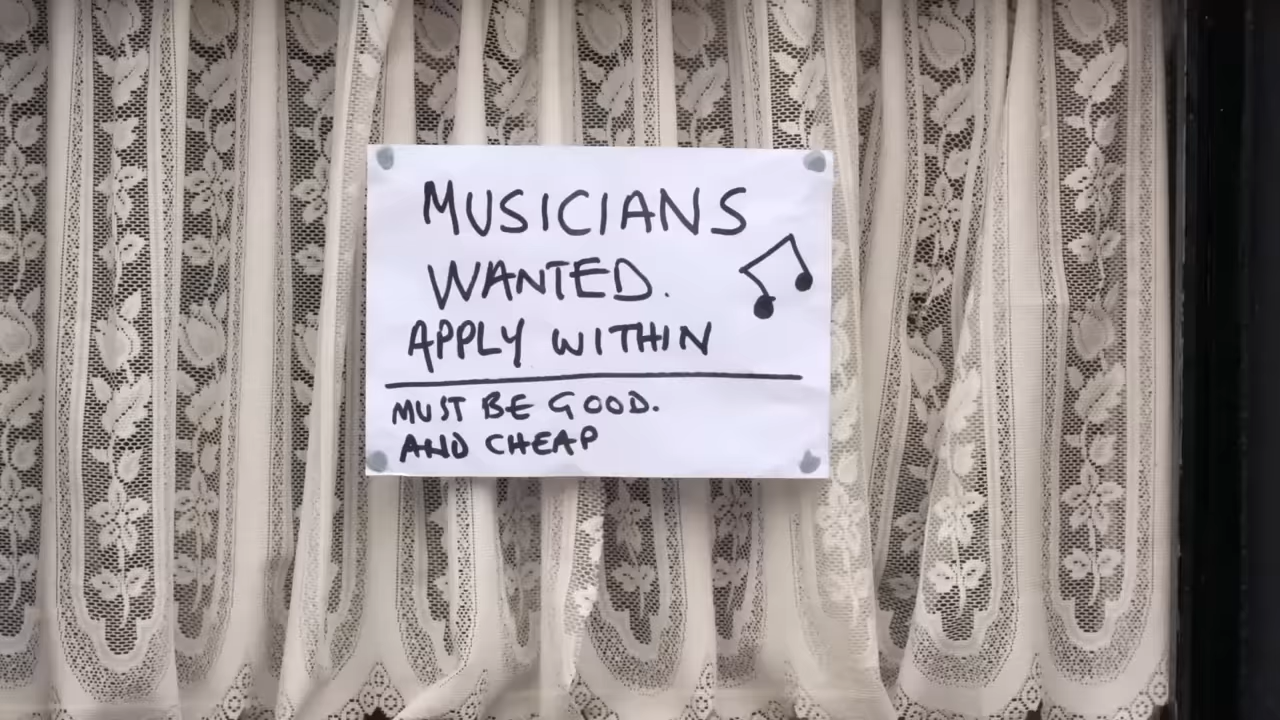 MUSICIANS
WANTED.
APPLY WITHIN
MUST BE GOOD.
AND CHEAP